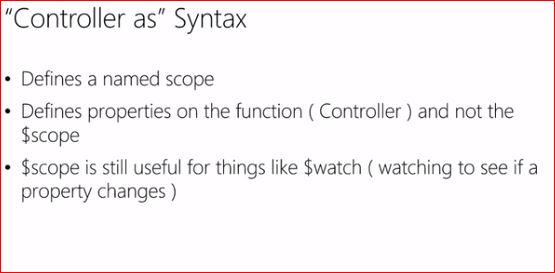 “Controller as” Syntax
• Defines a named scope
• Defines properties on the function ( Controller ) and not the
$scope
• $scope is still useful for things like $watch ( watching to see if a
property changes )